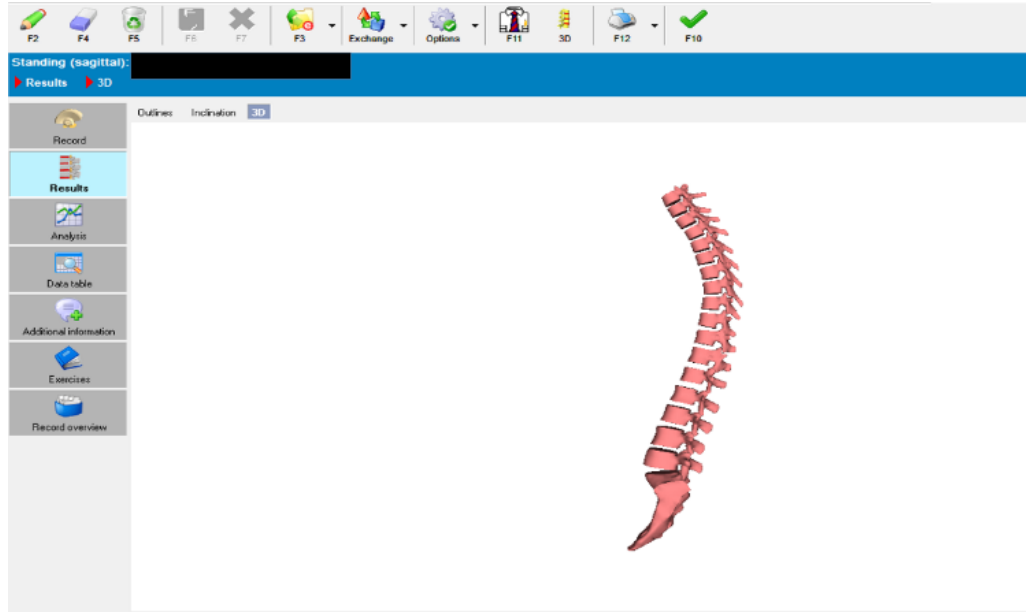 F2 F4 F5 F6 F7 F3 Exchange Options F11 3D F12 F10
Standing (sagittal):
Results 3D
Outlines Inclination 3D
Record
Results
Analysis
Data table
Additional information
Exercises
Record overview